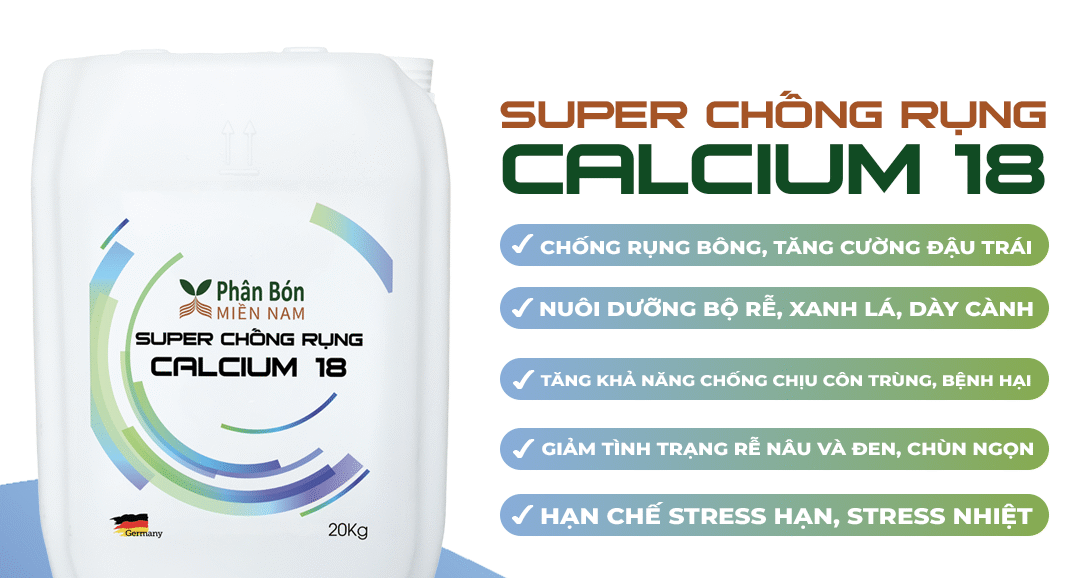 SUPER CHỐNG RỤNG
CALCIUM 18
✓ CHỐNG RỤNG BÔNG, TĂNG CƯỜNG ĐẬU TRÁI
✓ NUÔI DƯỠNG BỘ RỄ, XANH LÁ, DÀY CÀNH
✓ TĂNG KHẢ NĂNG CHỐNG CHỊU CÔN TRÙNG, BỆNH HẠI
✓ GIẢM TÌNH TRẠNG RỄ NÂU VÀ ĐEN, CHÙN NGỌN
✓ HẠN CHẾ STRESS HẠN, STRESS NHIỆT
Phân Bón
MIỀN NAM
SUPER CHỐNG RỤNG
CALCIUM 18
Germany
20Kg